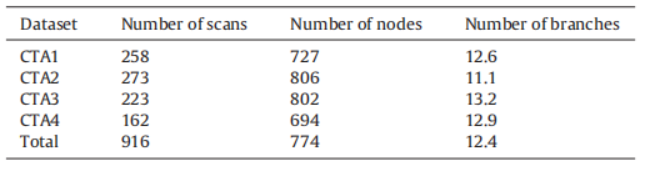 Dataset Number of scans Number of nodes Number of branches
CTA1 258 727 12.6
CTA2 273 806 11.1
CTA3 223 802 13.2
CTA4 162 694 12.9
Total 916 774 12.4